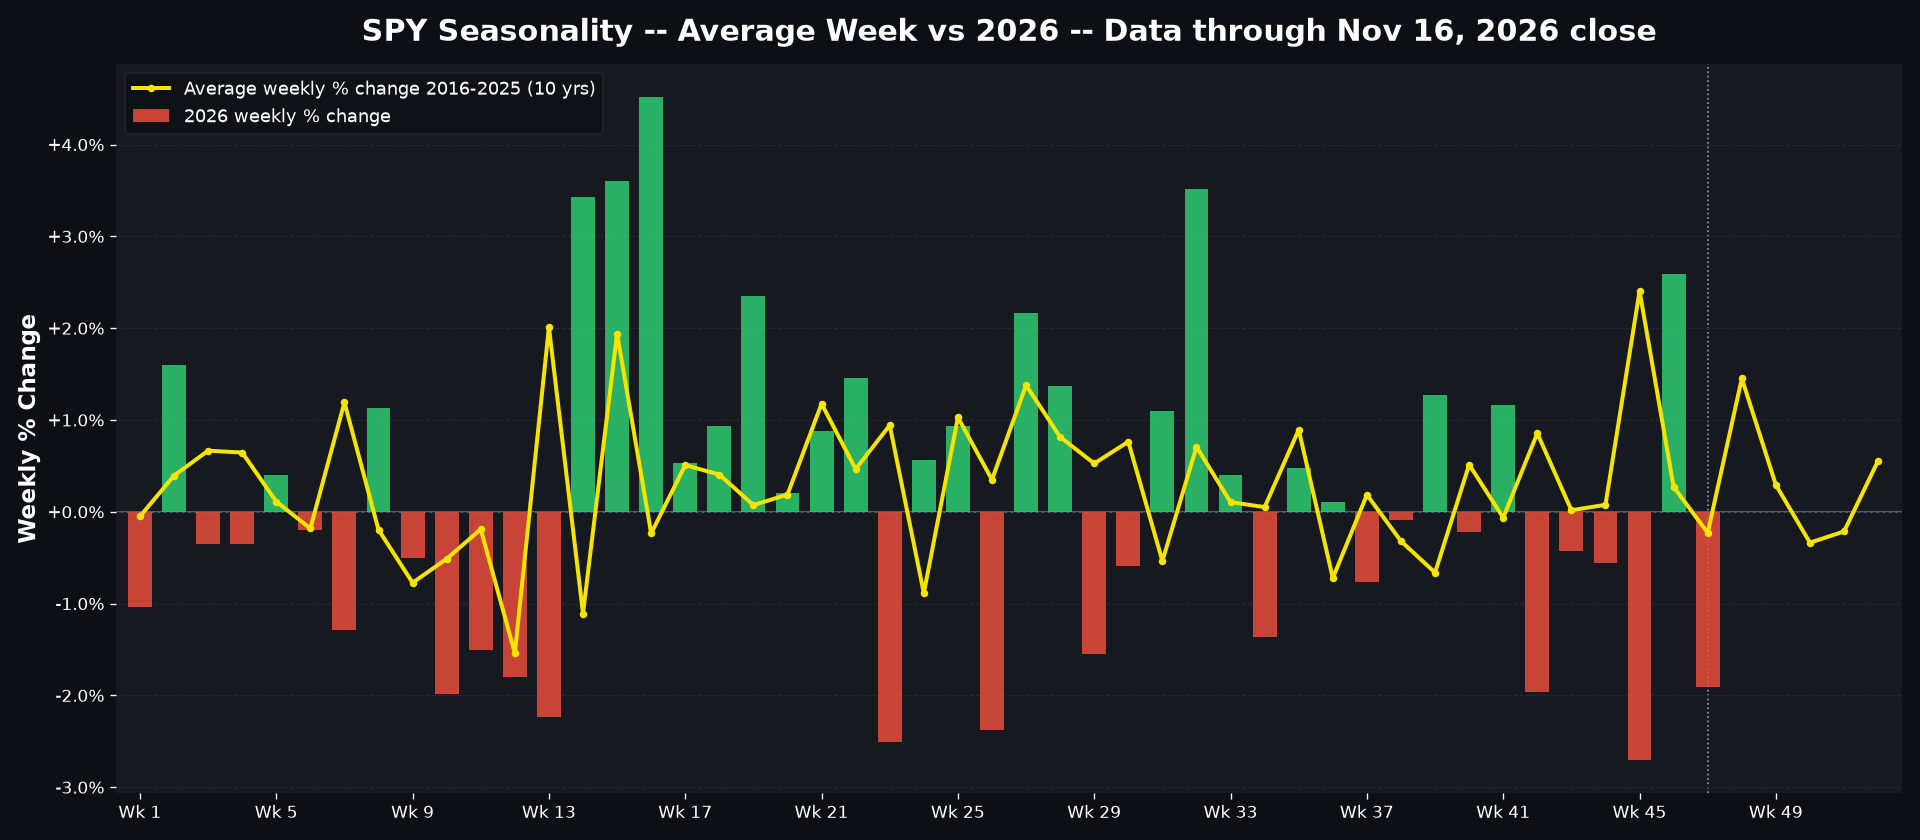 SPY Seasonality -- Average Week vs 2026 -- Data through Nov 16, 2026 close
Average weekly % change 2016-2025 (10 yrs)
2026 weekly % change
Weekly % Change
+4.0%
+3.0%
+2.0%
+1.0%
+0.0%
-1.0%
-2.0%
-3.0%
Wk 1 Wk 5 Wk 9 Wk 13 Wk 17 Wk 21 Wk 25 Wk 29 Wk 33 Wk 37 Wk 41 Wk 45 Wk 49